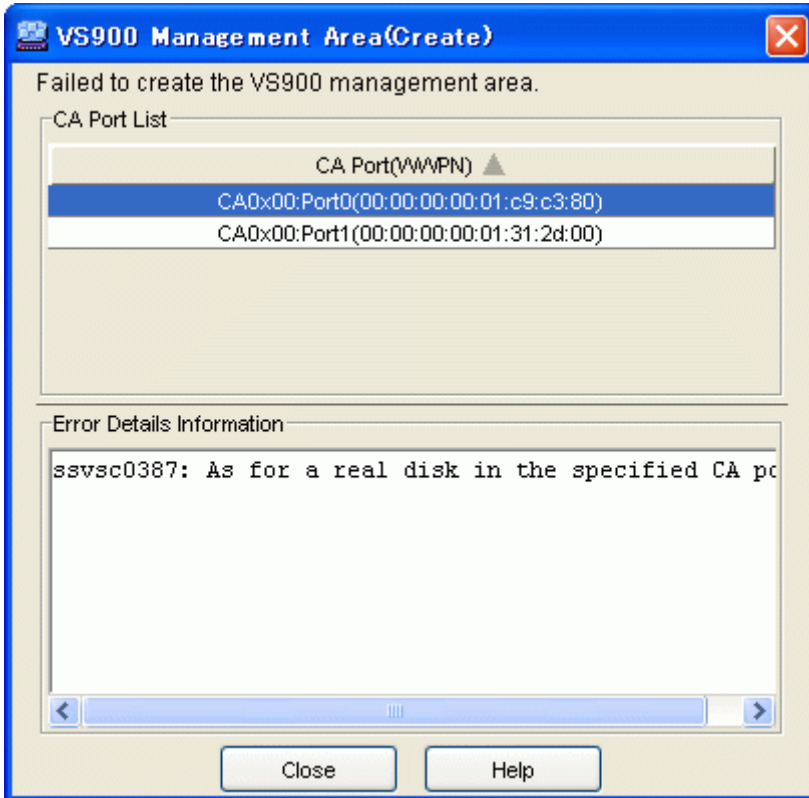 VS900 Management Area(Create)
Failed to create the VS900 management area.
CA Port List
CA Port(WWPN)
CA0x00:Port0(00:00:00:00:01:c9:c3:80)
CA0x00:Port1(00:00:00:00:01:31:2d:00)
Error Details Information
ssvsc0387: As for a real disk in the specified CA
Close
Help